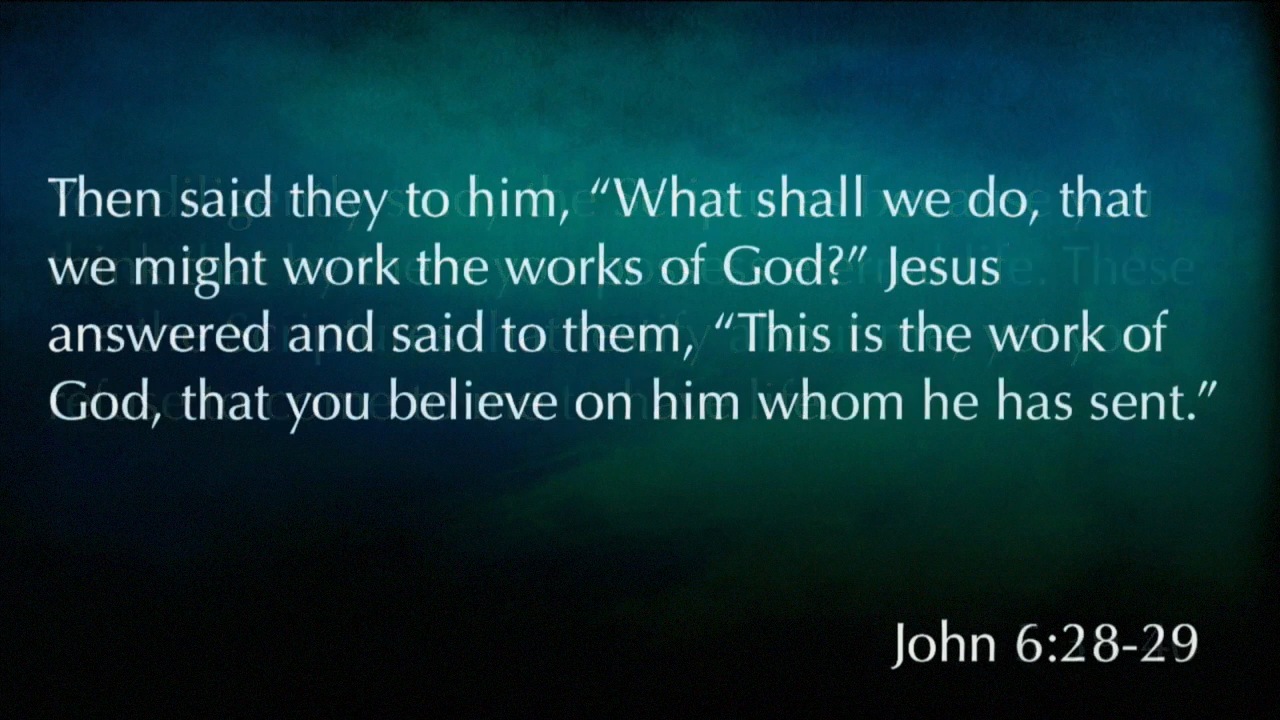 Then said they to him, “What shall we do, that
we might work the works of God?” Jesus
answered and said to them, “This is the work of
God, that you believe on him whom he has sent.”
John 6:28-29